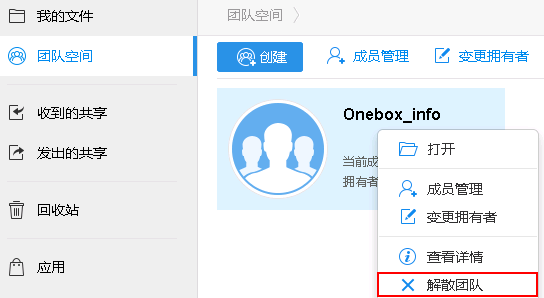 我的文件
团队空间
收到的共享
发出的共享
回收站
应用
团队空间
创建
成员管理
变更拥有者
Onebox_info
当前成
拥有者
打开
成员管理
变更拥有者
查看详情
解散团队